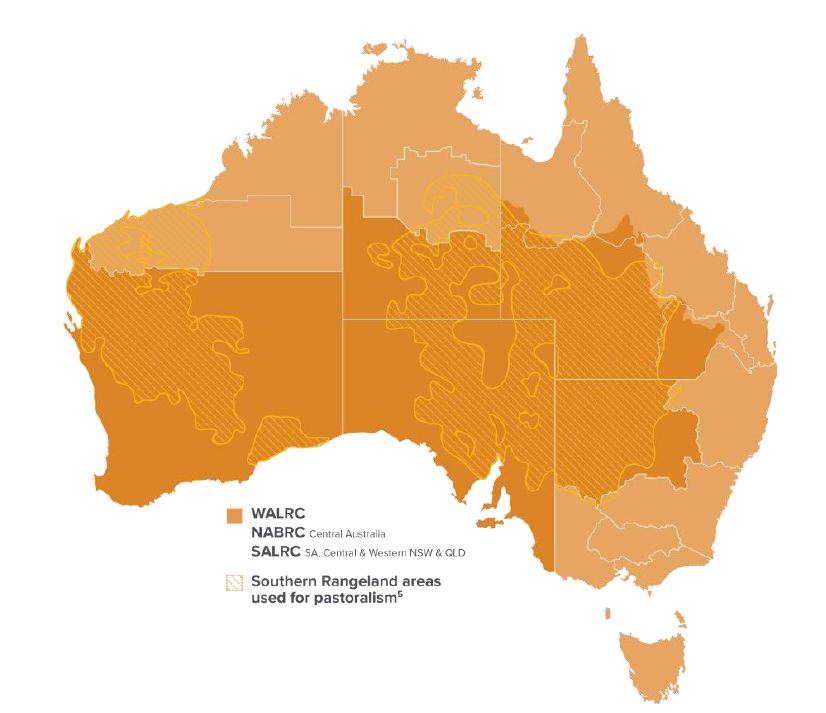 WALRC
NABRC Central Australia
SALRC SA, Central & Western NSW & QLD
Southern Rangeland areas
used for pastoralism⁵